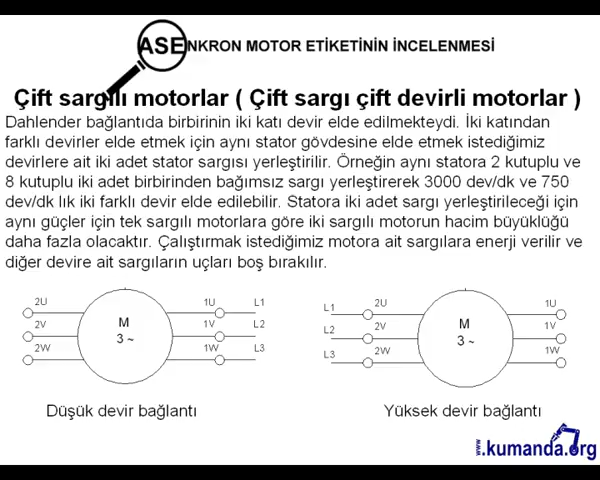 ASENKRON MOTOR ETİKETİNİN İNCELENMESİ
Çift sargılı motorlar ( Çift sargı çift devirli motorlar )
Dahlender bağlantıda birbirinin iki katı devir elde edilmekteydi. İki katından
farklı devirler elde etmek için aynı stator gövdesine elde etmek istediğimiz
devirlere ait iki adet stator sargısı yerleştirilir. Örneğin aynı statora 2 kutuplu ve
8 kutuplu iki adet birbirinden bağımsız sargı yerleştirerek 3000 dev/dk ve 750
dev/dk lık iki farklı devir elde edilebilir. Statora iki adet sargı yerleştirileceği için
aynı güçler için tek sargılı motorlara göre iki sargılı motorun hacim büyüklüğü
daha fazla olacaktır. Çalıştırmak istediğimiz motora ait sargılara enerji verilir ve
diğer devire ait sargıların uçları boş bırakılır.
2U 1U L1
2V M 1V L2
3 ~
2W 1W L3
L1 2U 1U
L2 2V M 1V
3 ~
L3 2W 1W
Düşük devir bağlantı
Yüksek devir bağlantı
www.kumanda.org